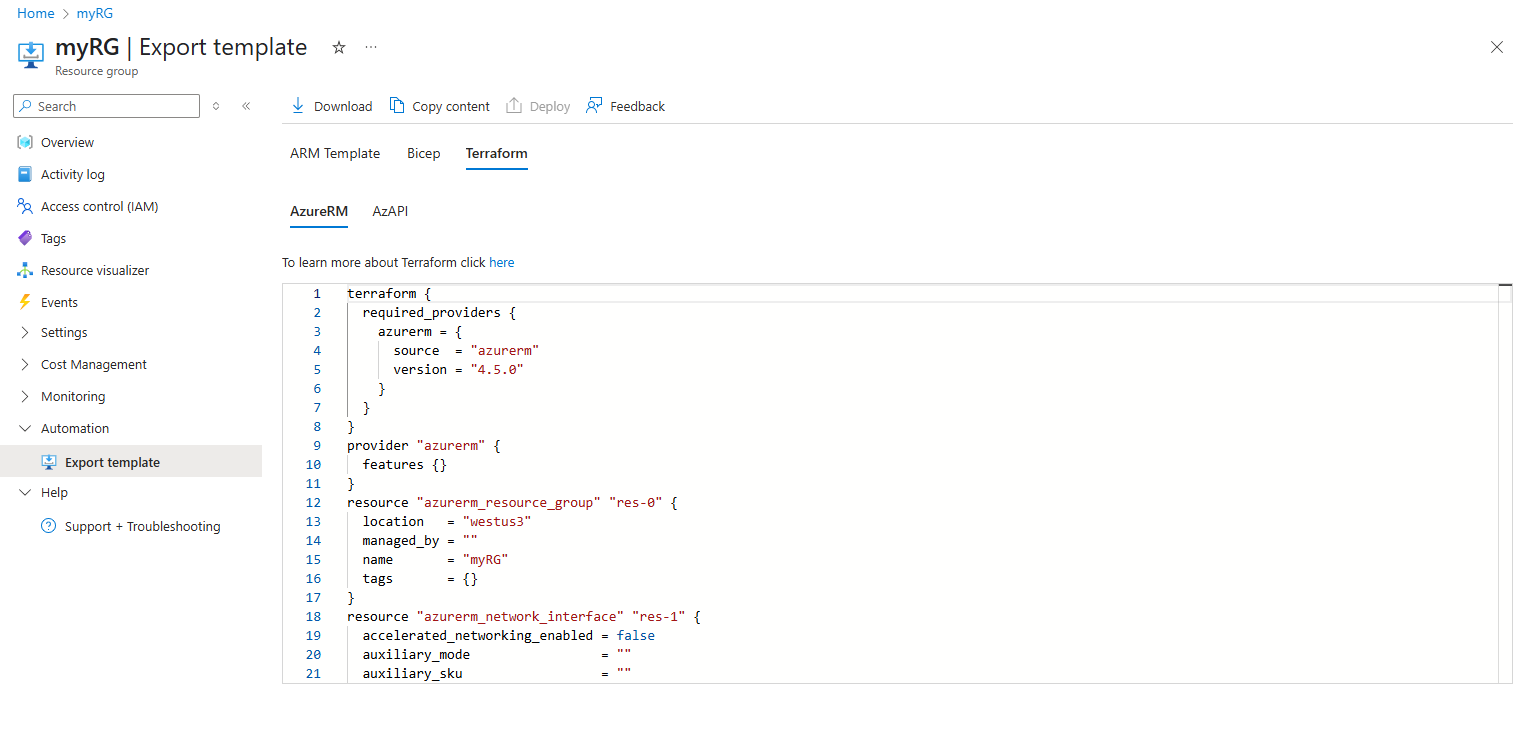 Home > myRG
myRG | Export template ☆ ...
Resource group
Search
Overview
Activity log
Access control (IAM)
Tags
Resource visualizer
Events
Settings
Cost Management
Monitoring
Automation
Export template
Help
Support + Troubleshooting
Download Copy content Deploy Feedback
ARM Template Bicep Terraform
AzureRM AzAPI
To learn more about Terraform click here
1 terraform {
2   required_providers {
3     azurerm = {
4       source  = "azurerm"
5       version = "4.5.0"
6     }
7   }
8 }
9 provider "azurerm" {
10   features {}
11 }
12 resource "azurerm_resource_group" "res-0" {
13   location   = "westus3"
14   managed_by = ""
15   name       = "myRG"
16   tags       = {}
17 }
18 resource "azurerm_network_interface" "res-1" {
19   accelerated_networking_enabled = false
20   auxiliary_mode                 = ""
21   auxiliary_sku                  = ""